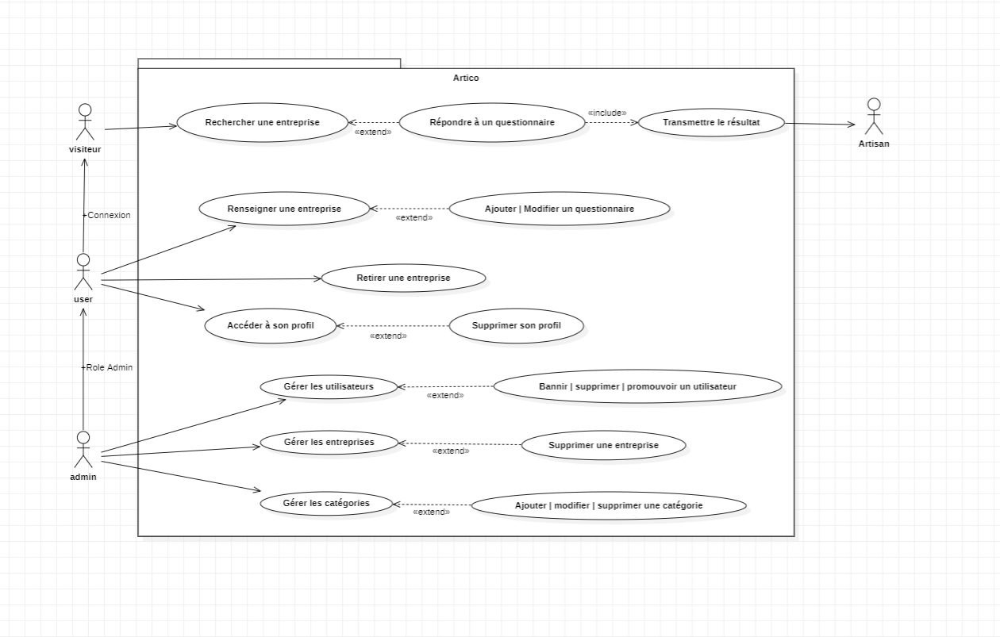 Artico
visiteur
Rechercher une entreprise
«extend»
Répondre à un questionnaire
«include»
Transmettre le résultat
Artisan
+Connexion
Renseigner une entreprise
«extend»
Ajouter | Modifier un questionnaire
user
Retirer une entreprise
Accéder à son profil
«extend»
Supprimer son profil
+Role Admin
Gérer les utilisateurs
«extend»
Bannir | supprimer | promouvoir un utilisateur
admin
Gérer les entreprises
«extend»
Supprimer une entreprise
Gérer les catégories
«extend»
Ajouter | modifier | supprimer une catégorie